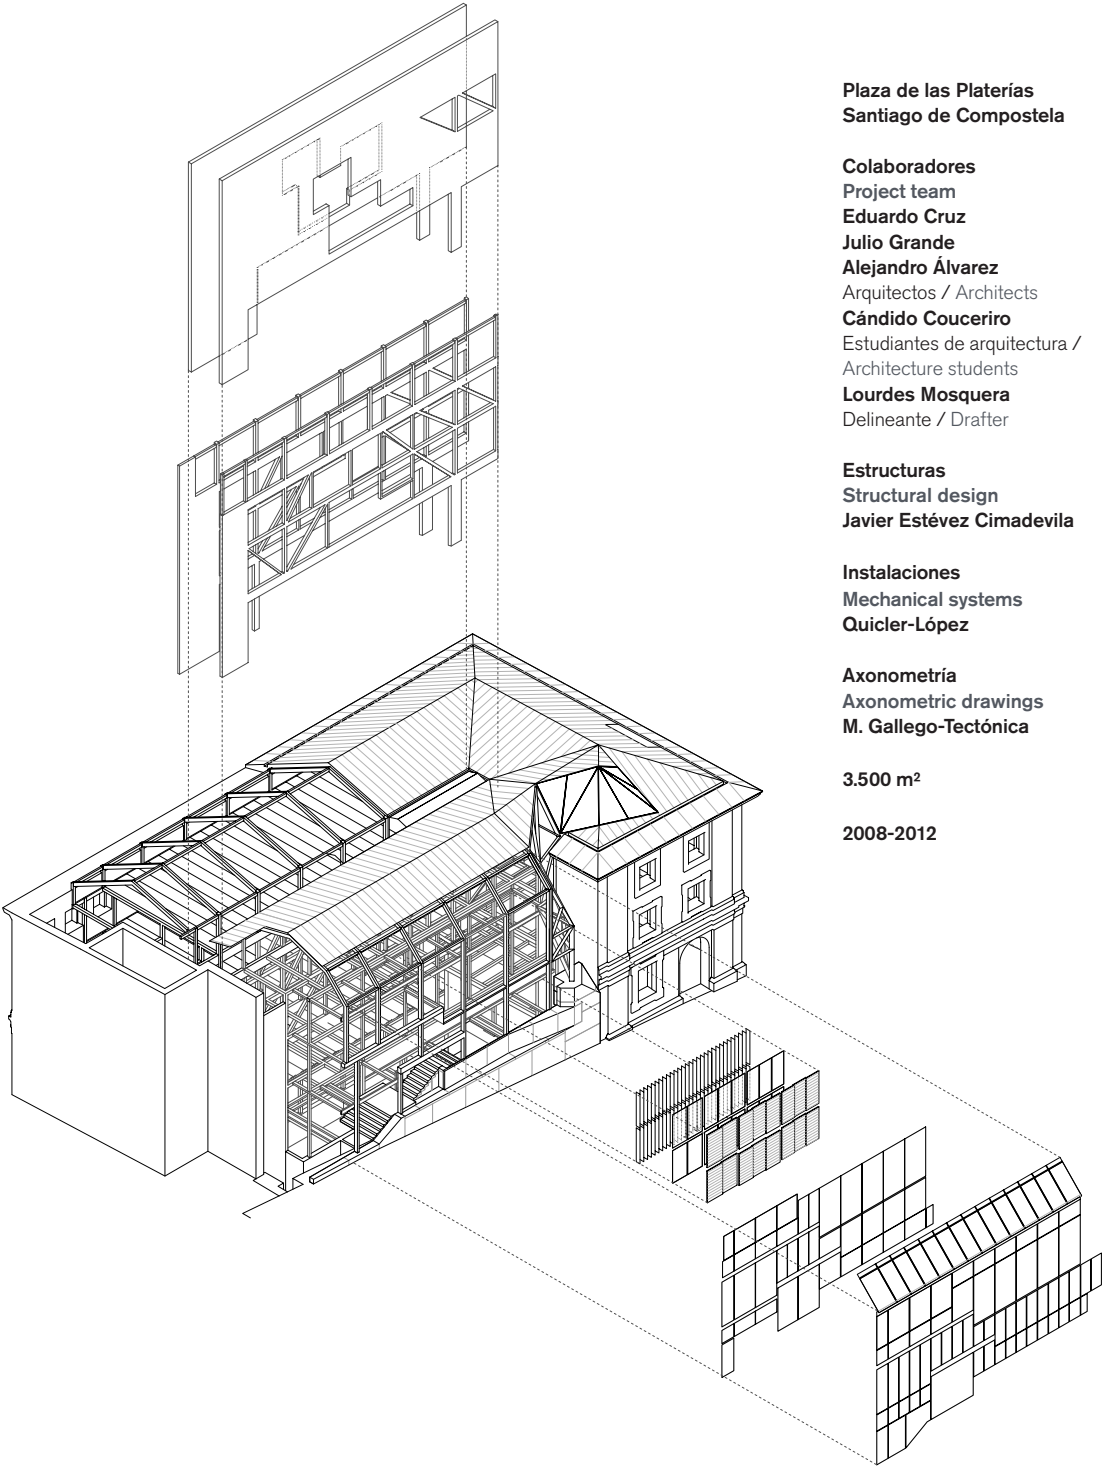 Plaza de las Platerías
Santiago de Compostela
Colaboradores
Project team
Eduardo Cruz
Julio Grande
Alejandro Álvarez
Arquitectos / Architects
Cándido Couceriro
Estudiantes de arquitectura /
Architecture students
Lourdes Mosquera
Delineante / Drafter
Estructuras
Structural design
Javier Estévez Cimadevila
Instalaciones
Mechanical systems
Quicler-López
Axonometría
Axonometric drawings
M. Gallego-Tectónica
3.500 m²
2008-2012